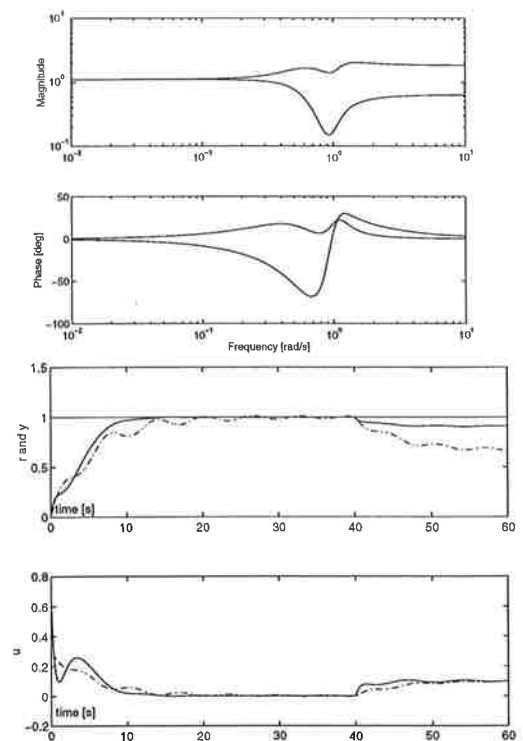 10¹
10⁰
10⁻¹
Magnitude
10⁻² 10⁻¹ 10⁰ 10¹
50
0
−50
−100
Phase [deg]
10⁻² 10⁻¹ 10⁰ 10¹
Frequency [rad/s]
1.5
1
0.5
0
r and y
time [s]
0 10 20 30 40 50 60
0.8
0.6
0.4
0.2
0
−0.2
u
time [s]
0 10 20 30 40 50 60